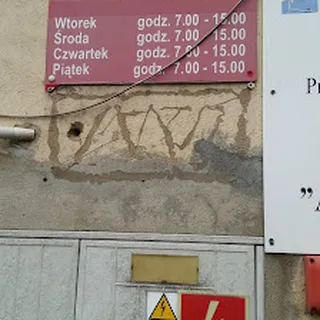 Wtorek godz. 7.00 - 15.00
Środa godz. 7.00 - 15.00
Czwartek godz. 7.00 - 15.00
Piątek godz. 7.00 - 15.00